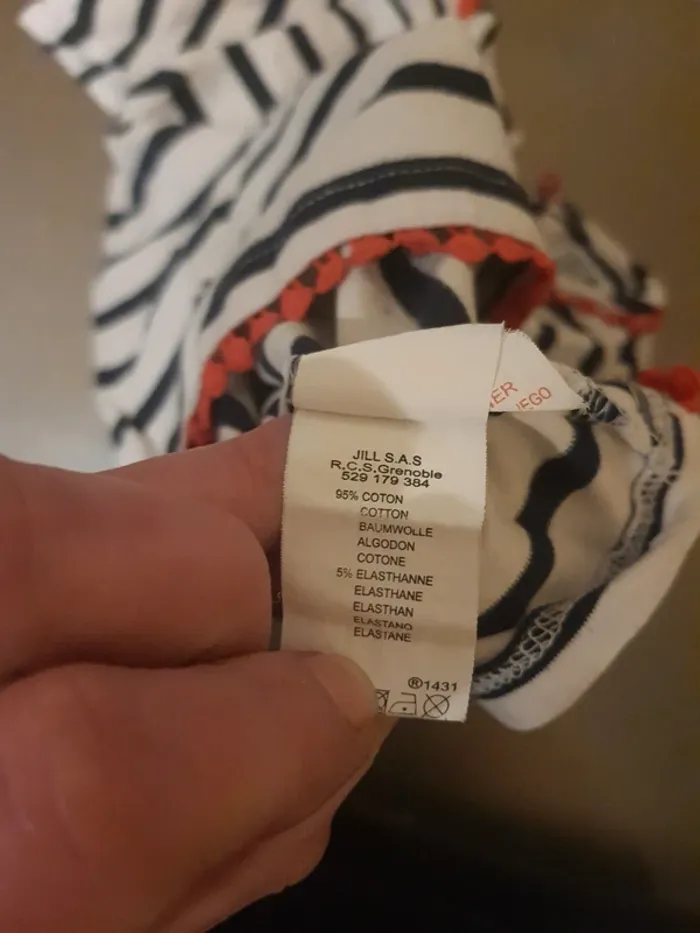 JILL S.A.S
R.C.S.Grenoble
529 179 384
95% COTON
COTTON
BAUMWOLLE
ALGODON
COTONE
5% ELASTHANNE
ELASTHANE
ELASTHAN
ELASTANO
ELASTANE
®1431